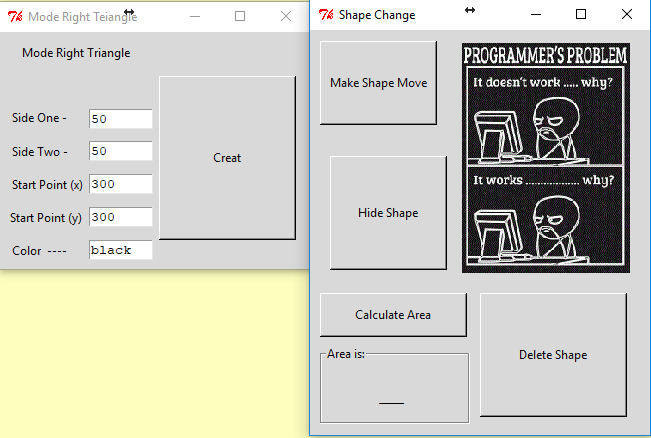 Mode Right Teiangle
Mode Right Triangle
Side One -
50
Side Two -
50
Start Point (x)
300
Start Point (y)
300
Color ----
black
Creat
Shape Change
Make Shape Move
Hide Shape
PROGRAMMER'S PROBLEM
It doesn't work ..... why?
It works ................. why?
Calculate Area
Area is:
___
Delete Shape